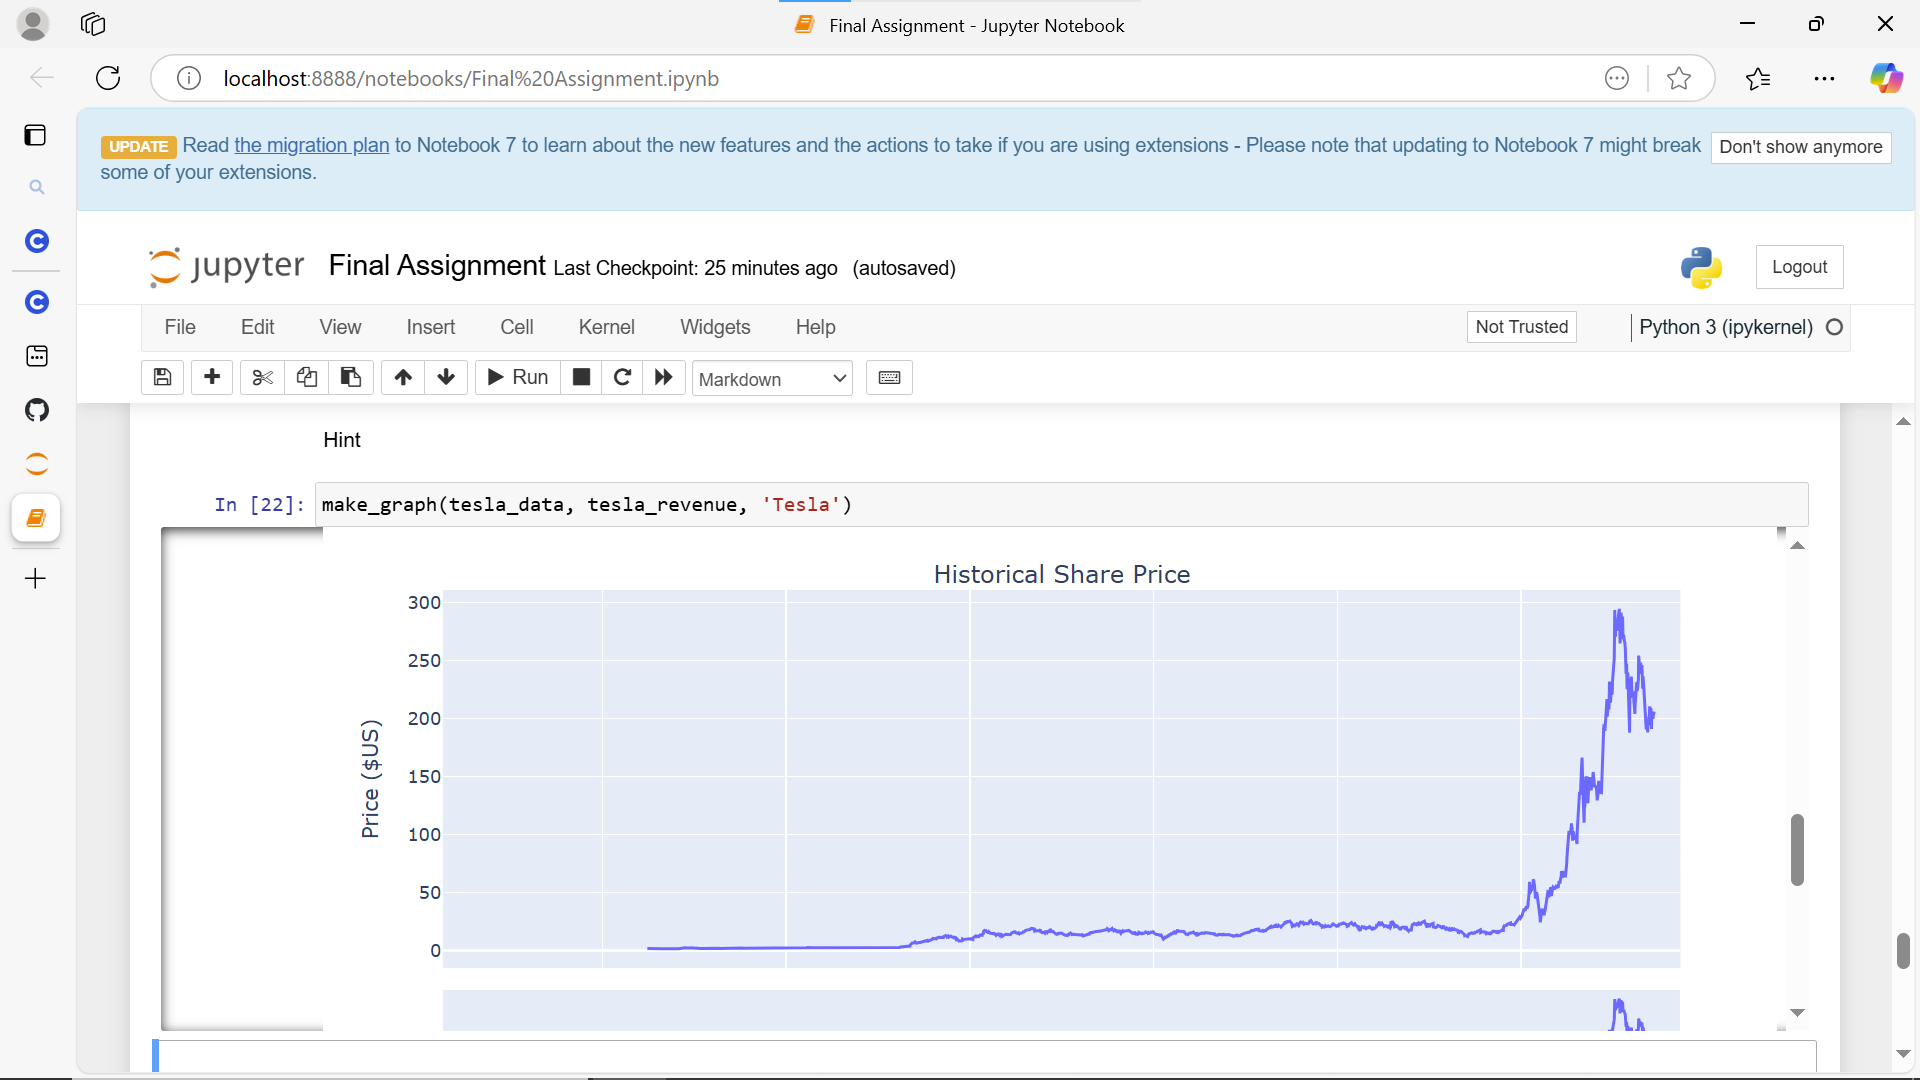 Final Assignment - Jupyter Notebook
localhost:8888/notebooks/Final%20Assignment.ipynb
UPDATE Read the migration plan to Notebook 7 to learn about the new features and the actions to take if you are using extensions - Please note that updating to Notebook 7 might break
some of your extensions.
Don't show anymore
jupyter Final Assignment Last Checkpoint: 25 minutes ago (autosaved)
Logout
File Edit View Insert Cell Kernel Widgets Help
Not Trusted
Python 3 (ipykernel)
Run
Markdown
Hint
In [22]: make_graph(tesla_data, tesla_revenue, 'Tesla')
Historical Share Price
300
250
200
150
100
50
0
Price ($US)